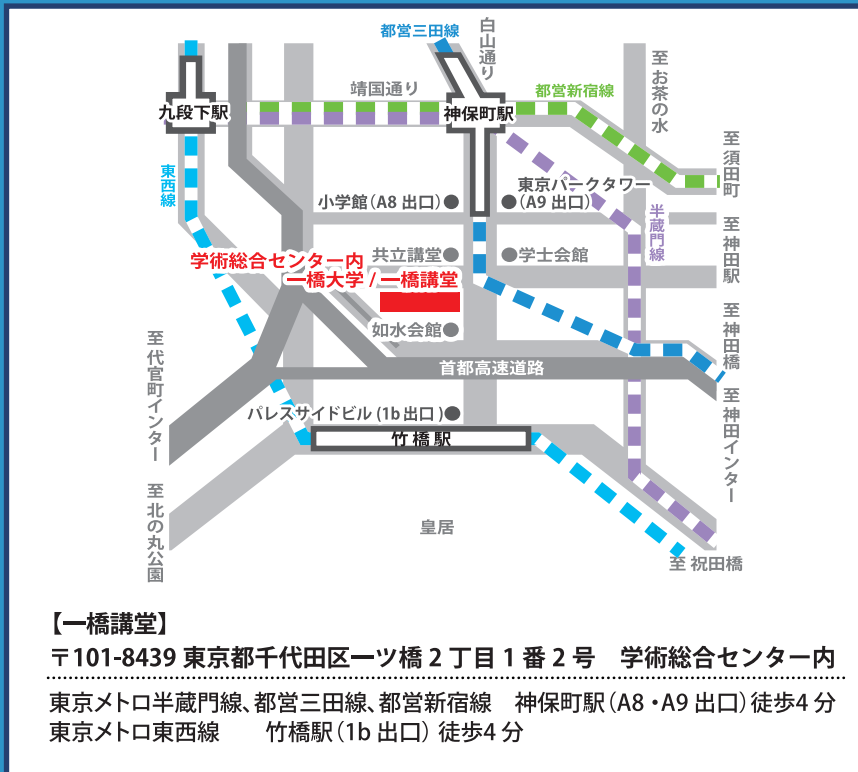 都営三田線
白山通り
至 お茶の水
靖国通り
都営新宿線
九段下駅
神保町駅
至 須田町
東西線
東京パークタワー
小学館(A8 出口)
(A9 出口)
半蔵門線
至 神田駅
共立講堂
学士会館
学術総合センター内
一橋大学 / 一橋講堂
如水会館
至 神田橋
至 代官町インター
首都高速道路
至 神田インター
パレスサイドビル (1b 出口 )
竹橋駅
至 北の丸公園
皇居
至 祝田橋
【一橋講堂】
〒101-8439 東京都千代田区一ツ橋 2 丁目 1 番 2 号　学術総合センター内
東京メトロ半蔵門線、都営三田線、都営新宿線　神保町駅(A8・A9 出口)徒歩4 分
東京メトロ東西線　　竹橋駅(1b 出口) 徒歩4 分